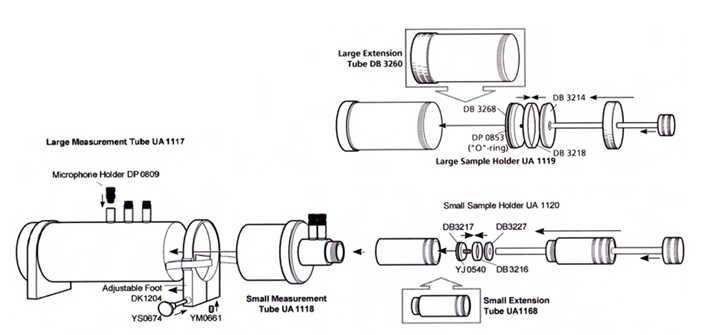 Large Extension
Tube DB 3260
DB 3268
DB 3214
DP 0853
("O"-ring)
DB 3218
Large Sample Holder UA 1119
Large Measurement Tube UA 1117
Microphone Holder DP 0809
Small Sample Holder UA 1120
DB3217
DB3227
YJ0540
DB 3216
Adjustable Foot
DK1204
YS0674
YM0661
Small Measurement
Tube UA 1118
Small Extension
Tube UA1168